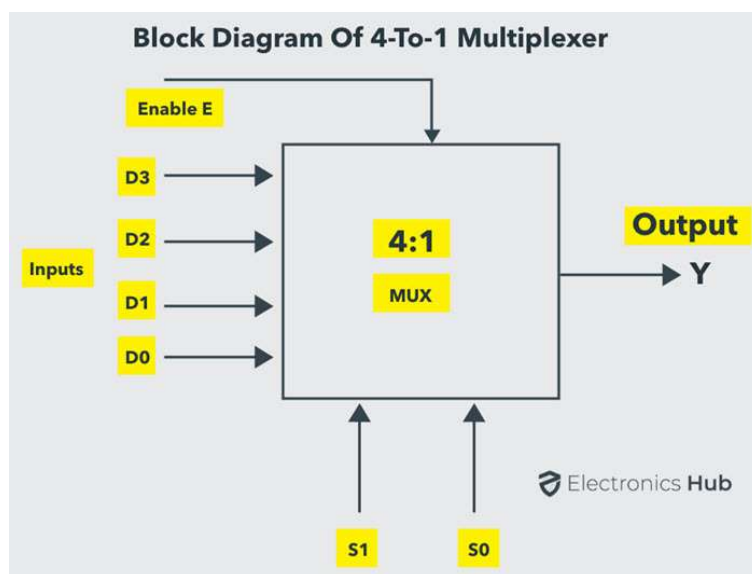 Block Diagram Of 4-To-1 Multiplexer
Enable E
D3
D2
Inputs
D1
D0
4:1
MUX
Output
Y
S1
S0
Electronics Hub